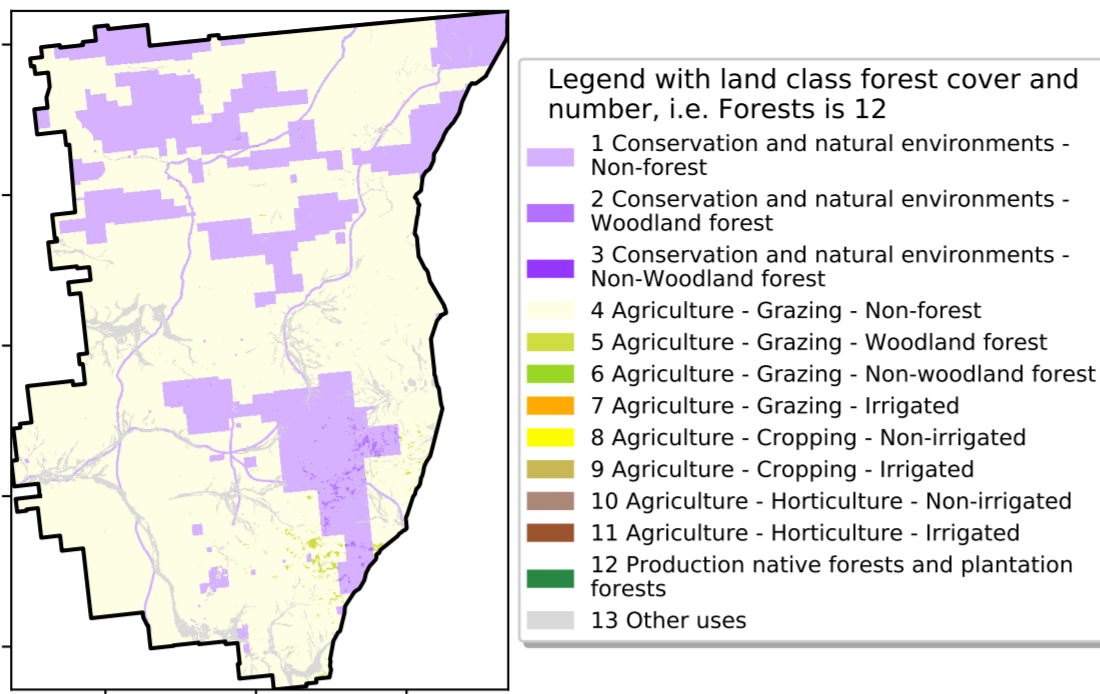 Legend with land class forest cover and
number, i.e. Forests is 12
1 Conservation and natural environments -
Non-forest
2 Conservation and natural environments -
Woodland forest
3 Conservation and natural environments -
Non-Woodland forest
4 Agriculture - Grazing - Non-forest
5 Agriculture - Grazing - Woodland forest
6 Agriculture - Grazing - Non-woodland forest
7 Agriculture - Grazing - Irrigated
8 Agriculture - Cropping - Non-irrigated
9 Agriculture - Cropping - Irrigated
10 Agriculture - Horticulture - Non-irrigated
11 Agriculture - Horticulture - Irrigated
12 Production native forests and plantation
forests
13 Other uses